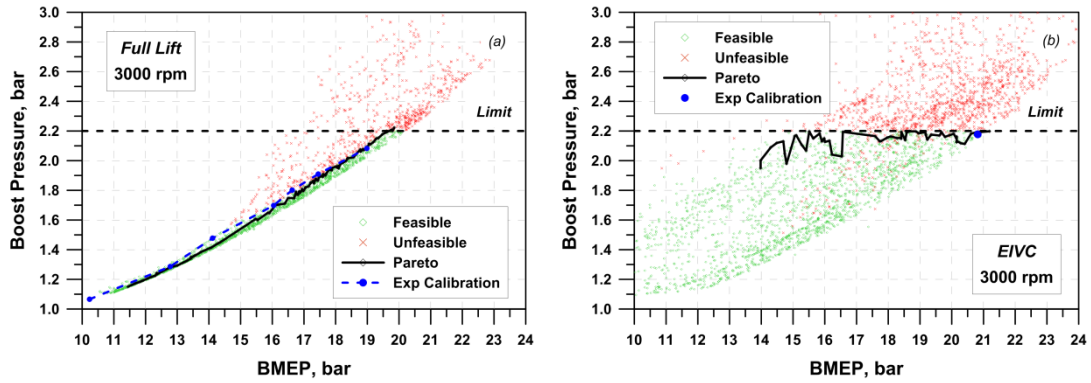 3.0
2.8
2.6
2.4
2.2
2.0
1.8
1.6
1.4
1.2
1.0
Boost Pressure, bar
Full Lift
3000 rpm
(a)
Limit
Feasible
Unfeasible
Pareto
Exp Calibration
10 11 12 13 14 15 16 17 18 19 20 21 22 23 24
BMEP, bar
3.0
2.8
2.6
2.4
2.2
2.0
1.8
1.6
1.4
1.2
1.0
Boost Pressure, bar
Feasible
Unfeasible
Pareto
Exp Calibration
(b)
Limit
EIVC
3000 rpm
10 11 12 13 14 15 16 17 18 19 20 21 22 23 24
BMEP, bar